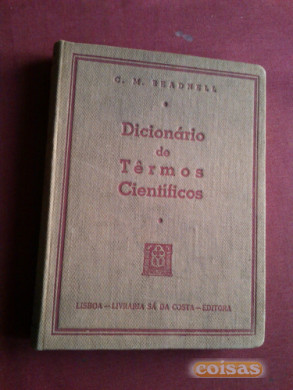 C. M. BEADNELL
Dicionário
de
Têrmos
Científicos
LISBOA — LIVRARIA SÁ DA COSTA — EDITORA
coisas